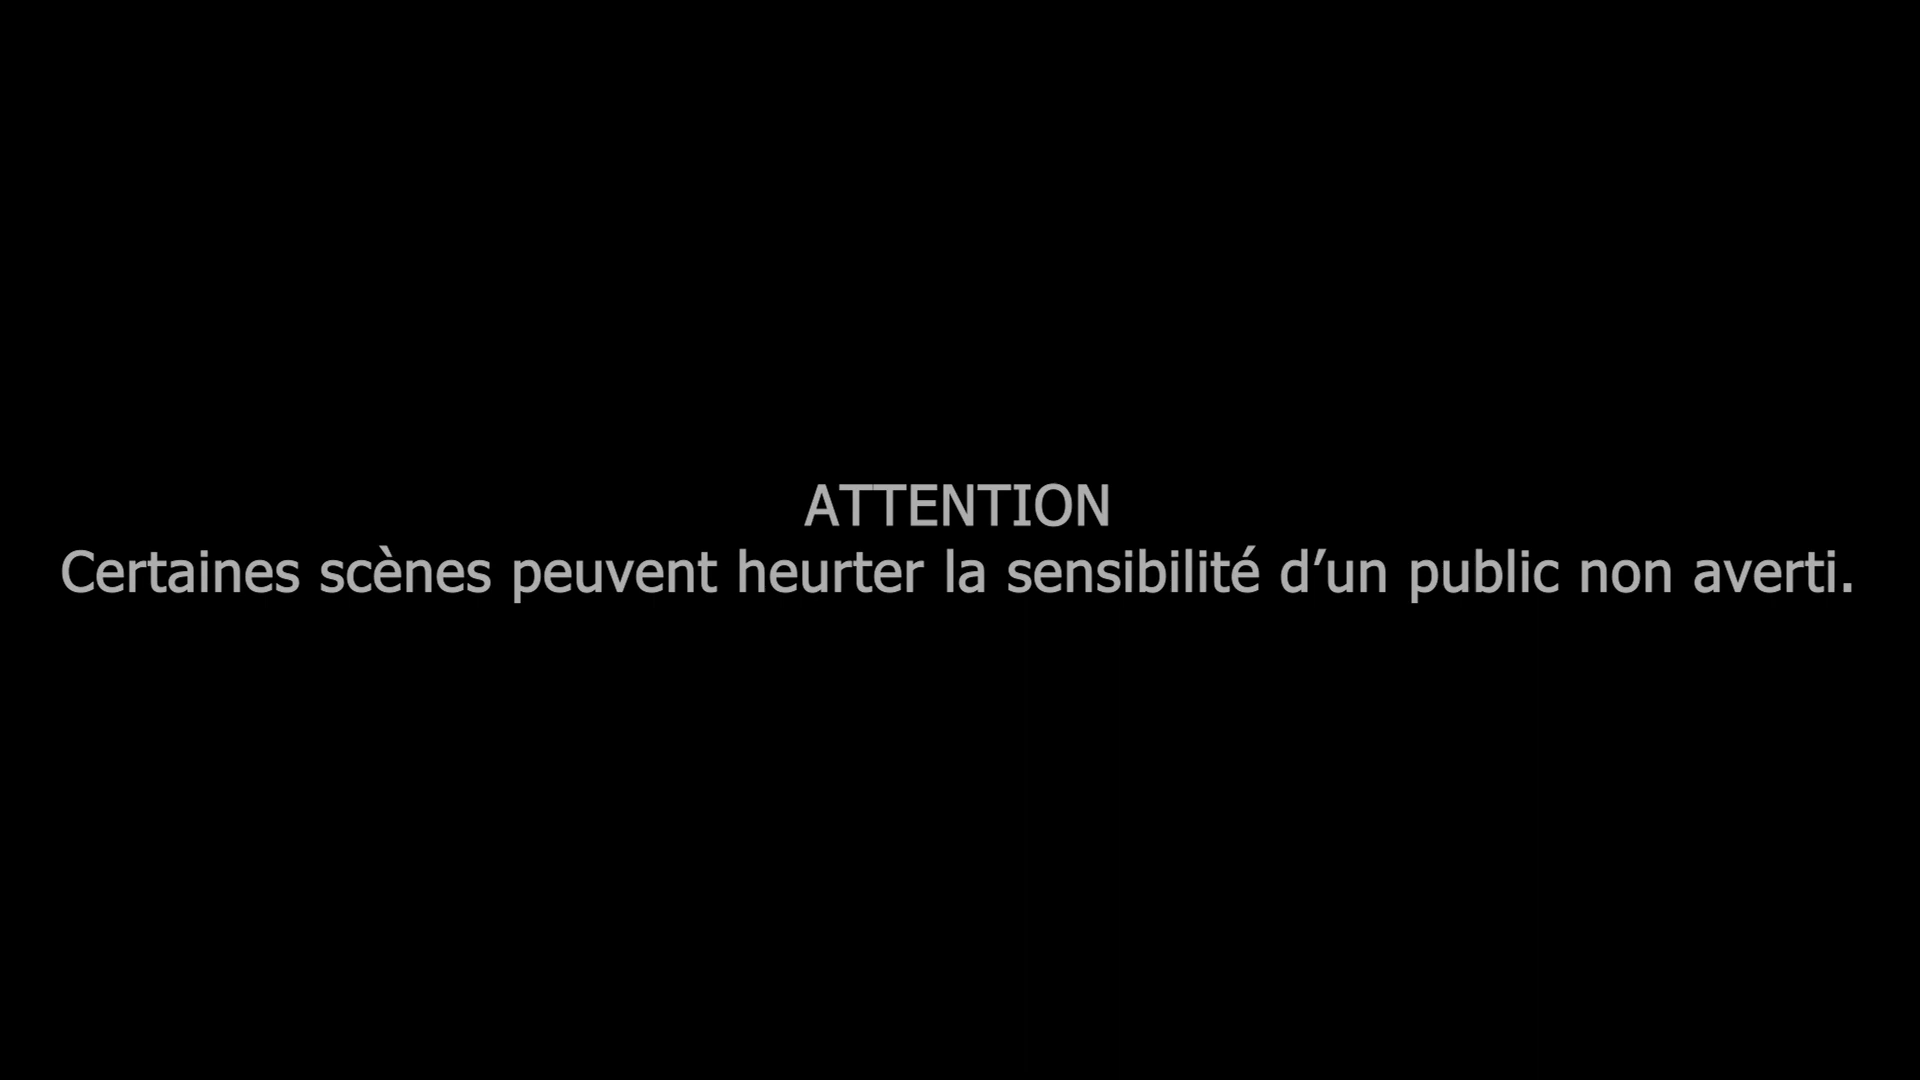 ATTENTION
Certaines scènes peuvent heurter la sensibilité d’un public non averti.